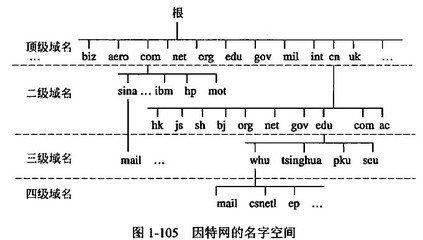 根
顶级域名
… biz aero com net org edu gov mil int cn uk …
二级域名
sina … ibm hp mot
hk js sh bj org net gov edu com ac
三级域名 mail … whu tsinghua pku scu
四级域名 mail csnetl ep …
图 1-105 因特网的名字空间